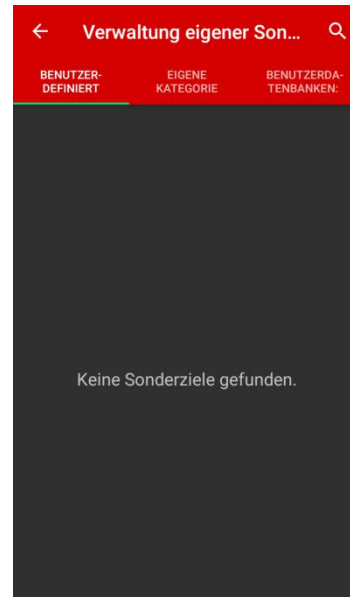 Verwaltung eigener Son...
BENUTZER-
DEFINIERT
EIGENE
KATEGORIE
BENUTZERDA-
TENBANKEN:
Keine Sonderziele gefunden.